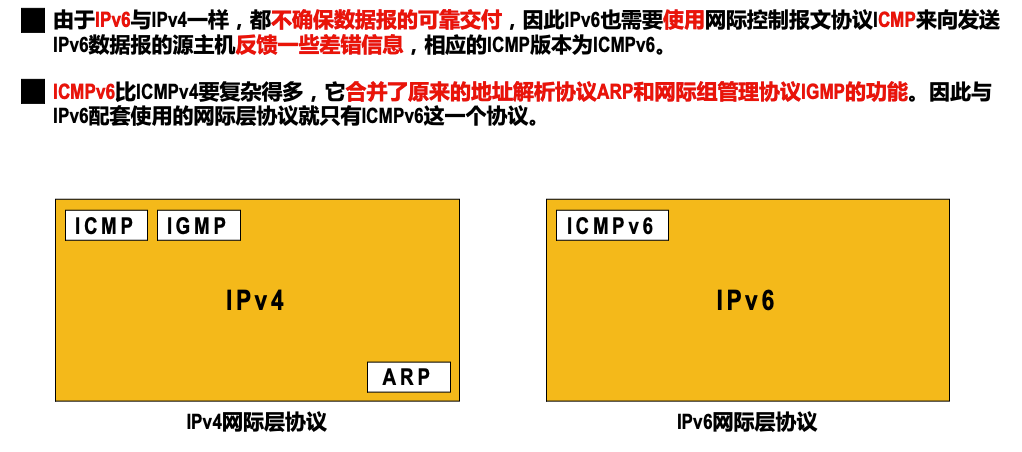 由于IPv6与IPv4一样，都不确保数据报的可靠交付，因此IPv6也需要使用网际控制报文协议ICMP来向发送
IPv6数据报的源主机反馈一些差错信息，相应的ICMP版本为ICMPv6。
ICMPv6比ICMPv4要复杂得多，它合并了原来的地址解析协议ARP和网际组管理协议IGMP的功能。因此与
IPv6配套使用的网际层协议就只有ICMPv6这一个协议。
ICMP
IGMP
IPv4
ARP
IPv4网际层协议
ICMPv6
IPv6
IPv6网际层协议